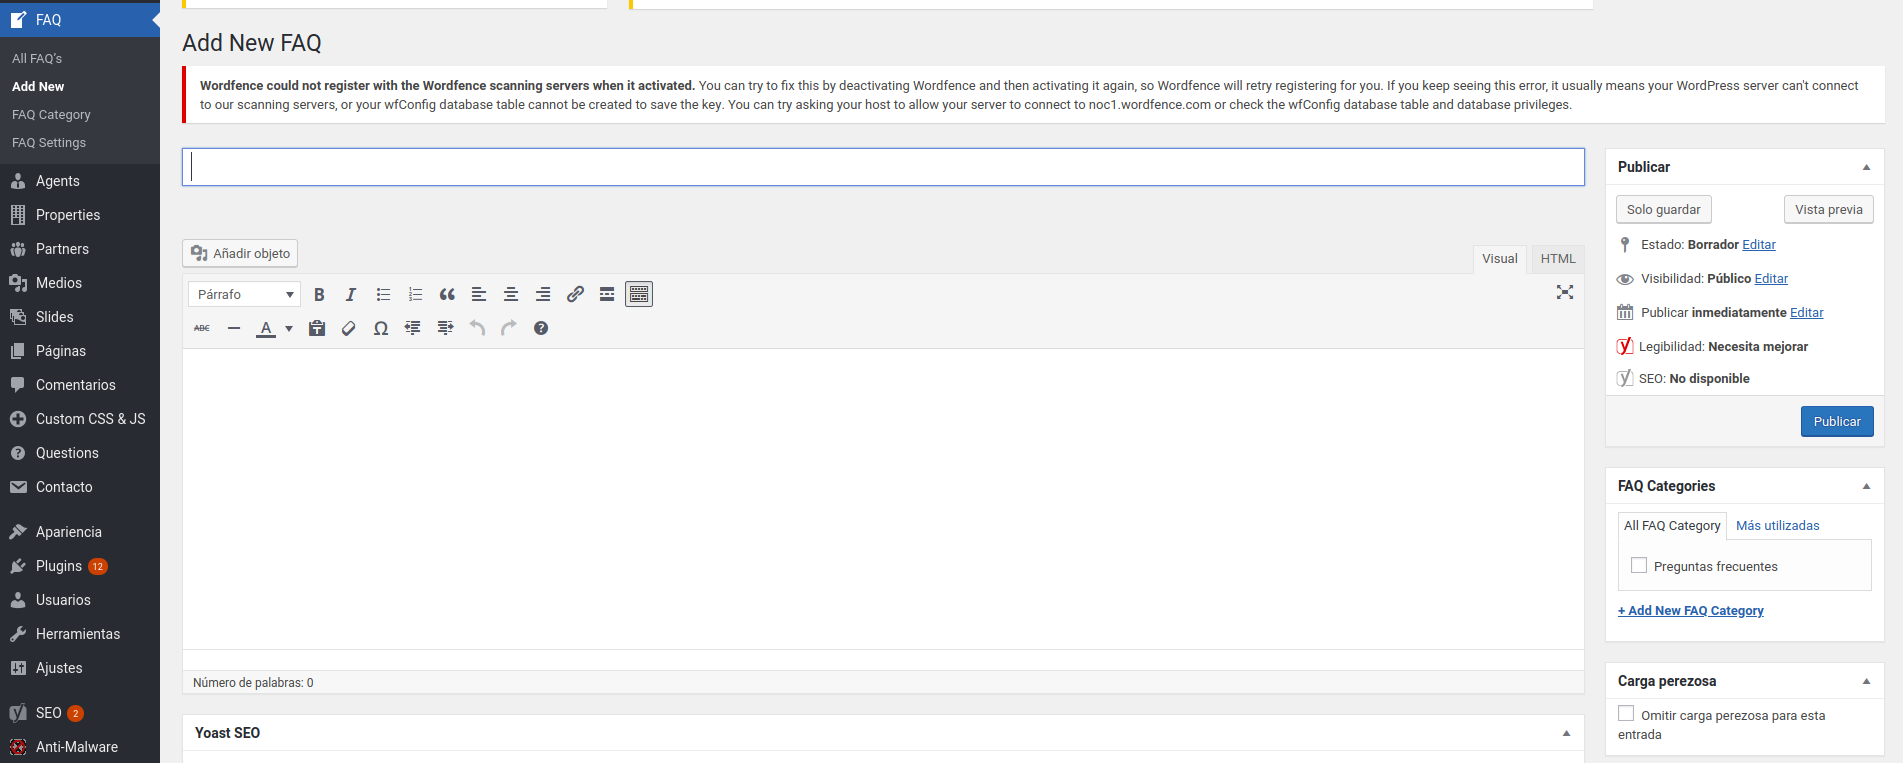 FAQ
All FAQ's
Add New
FAQ Category
FAQ Settings
Agents
Properties
Partners
Medios
Slides
Páginas
Comentarios
Custom CSS & JS
Questions
Contacto
Apariencia
Plugins 12
Usuarios
Herramientas
Ajustes
SEO 2
Anti-Malware
Add New FAQ
Wordfence could not register with the Wordfence scanning servers when it activated. You can try to fix this by deactivating Wordfence and then activating it again, so Wordfence will retry registering for you. If you keep seeing this error, it usually means your WordPress server can't connect
to our scanning servers, or your wfConfig database table cannot be created to save the key. You can try asking your host to allow your server to connect to noc1.wordfence.com or check the wfConfig database table and database privileges.
Añadir objeto
Visual HTML
Párrafo B I
ABC A Ω ?
Número de palabras: 0
Yoast SEO
Publicar
Solo guardar Vista previa
Estado: Borrador Editar
Visibilidad: Público Editar
Publicar inmediatamente Editar
Legibilidad: Necesita mejorar
SEO: No disponible
Publicar
FAQ Categories
All FAQ Category Más utilizadas
Preguntas frecuentes
+ Add New FAQ Category
Carga perezosa
Omitir carga perezosa para esta
entrada